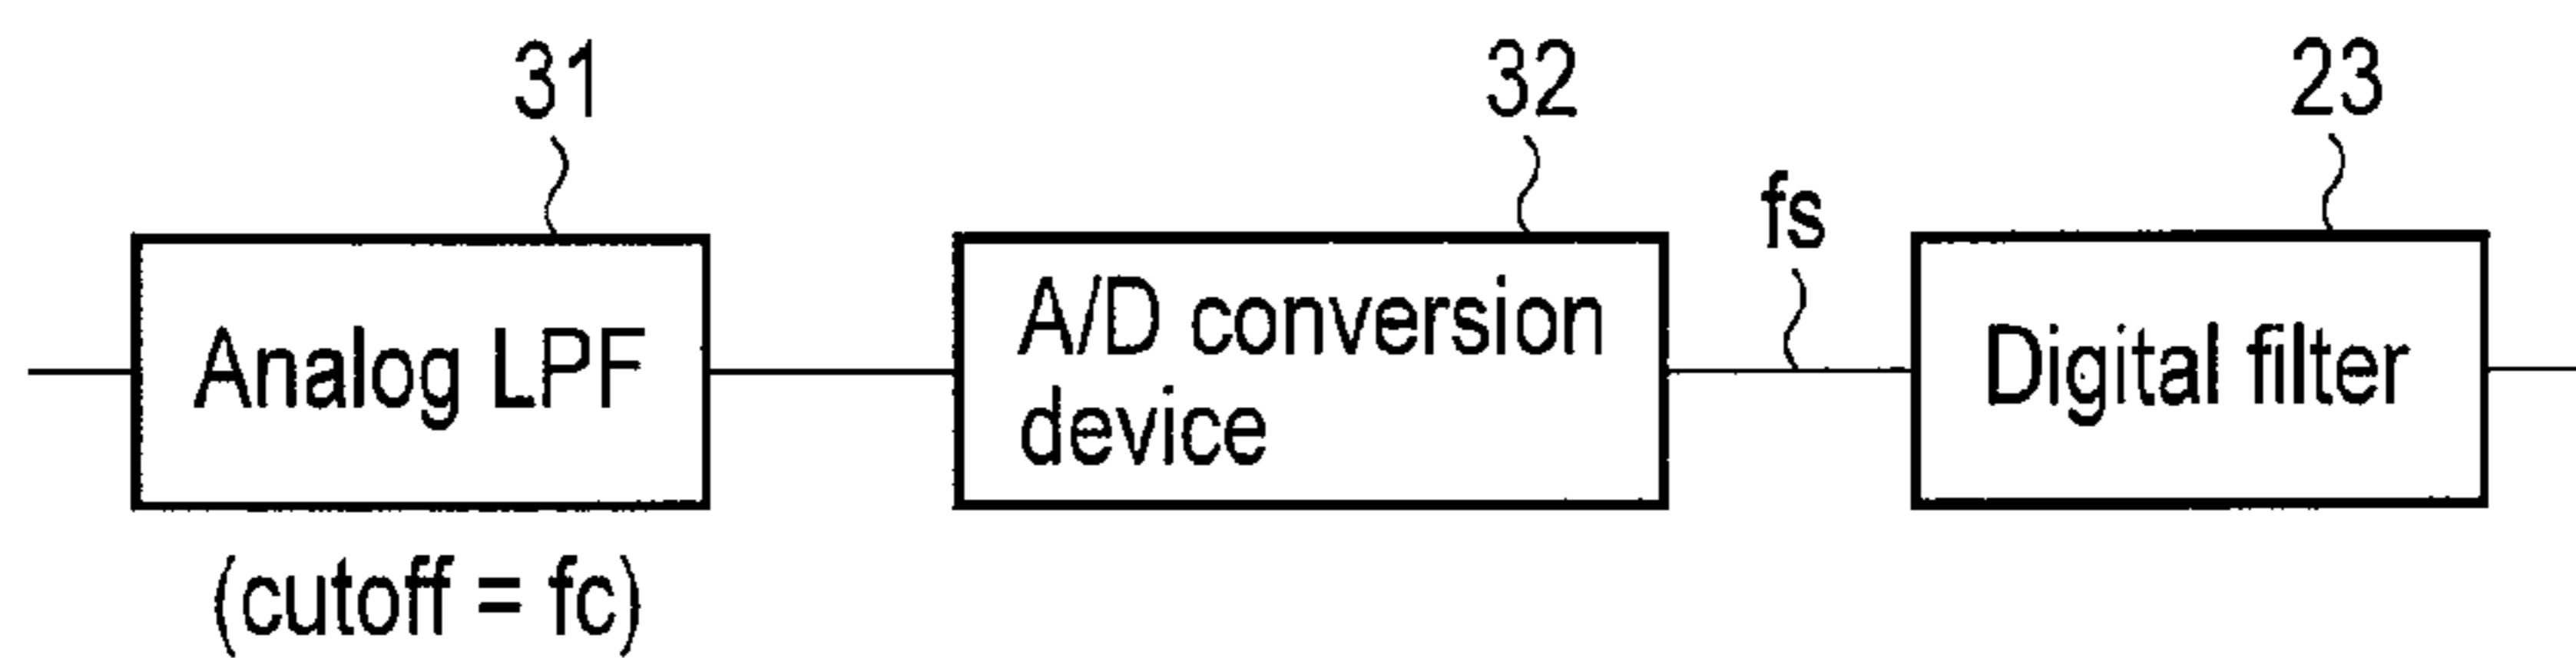 31
32
23
fs
Analog LPF
A/D conversion
device
Digital filter
(cutoff = fc)